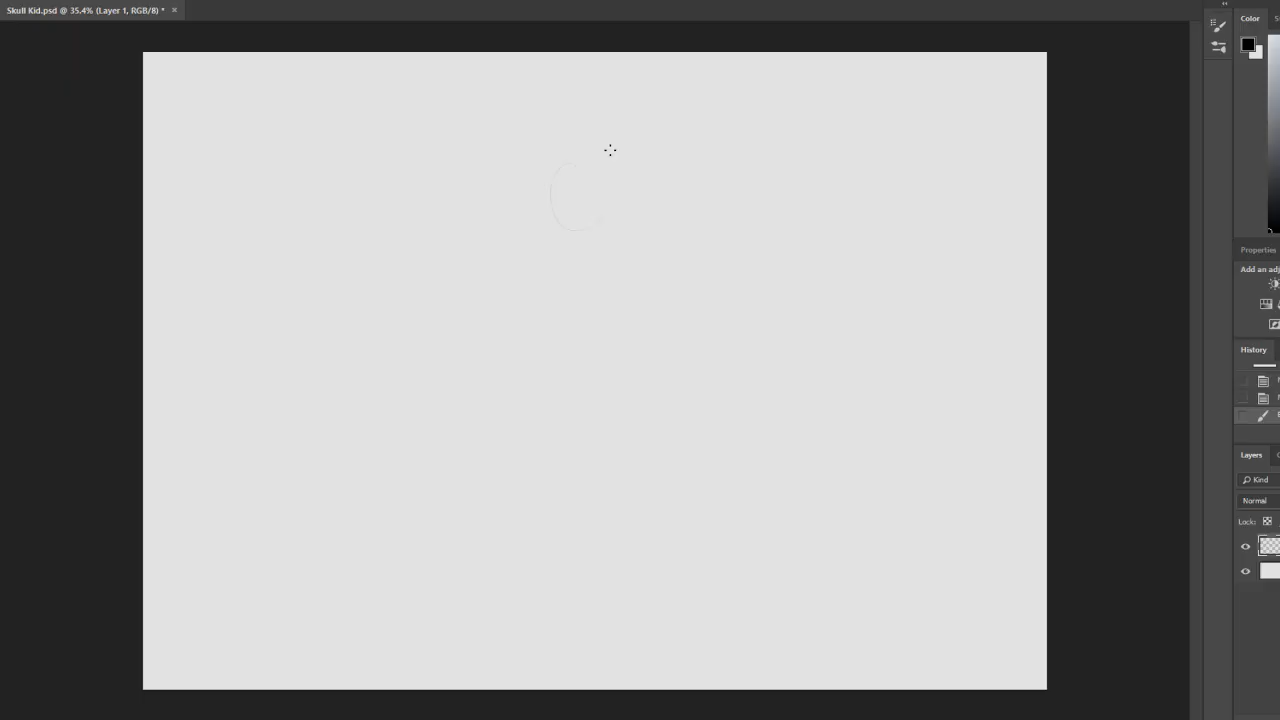 Skull Kid.psd @ 35.4% (Layer 1, RGB/8) *
Color
Properties
Add an adj
History
Layers
Kind
Normal
Lock: